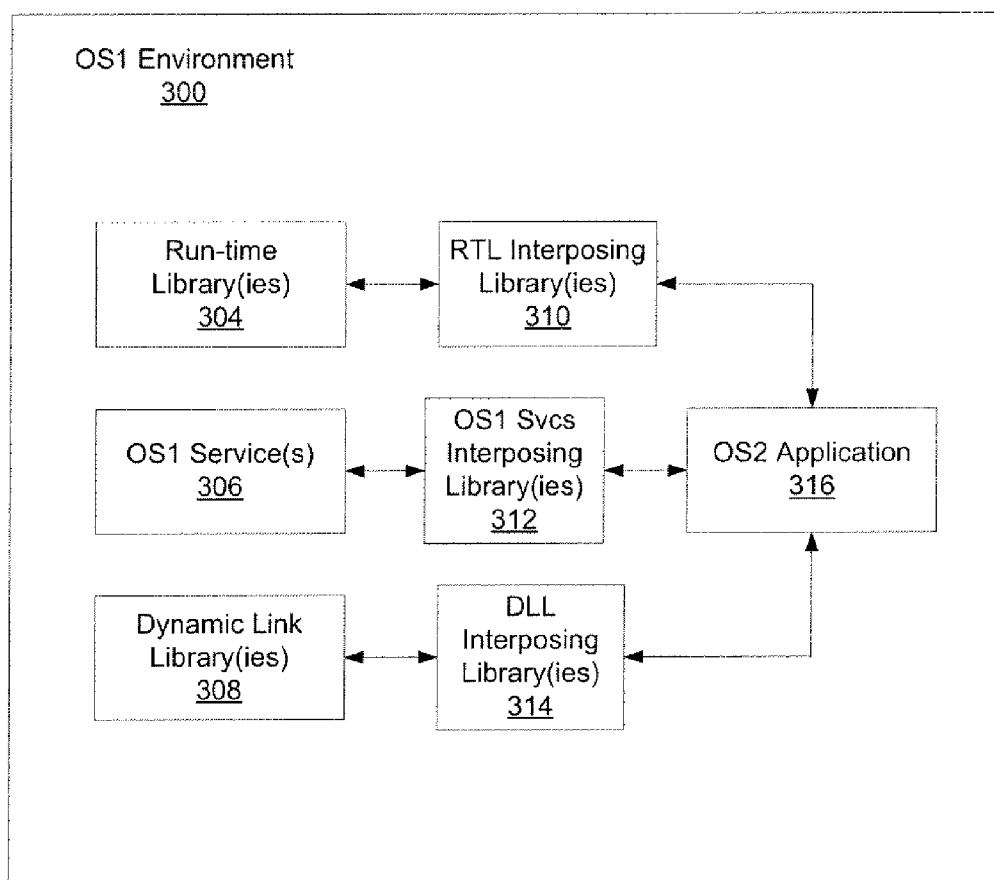 OS1 Environment
300
Run-time
Library(ies)
304
RTL Interposing
Library(ies)
310
OS1 Service(s)
306
OS1 Svcs
Interposing
Library(ies)
312
OS2 Application
316
Dynamic Link
Library(ies)
308
DLL
Interposing
Library(ies)
314